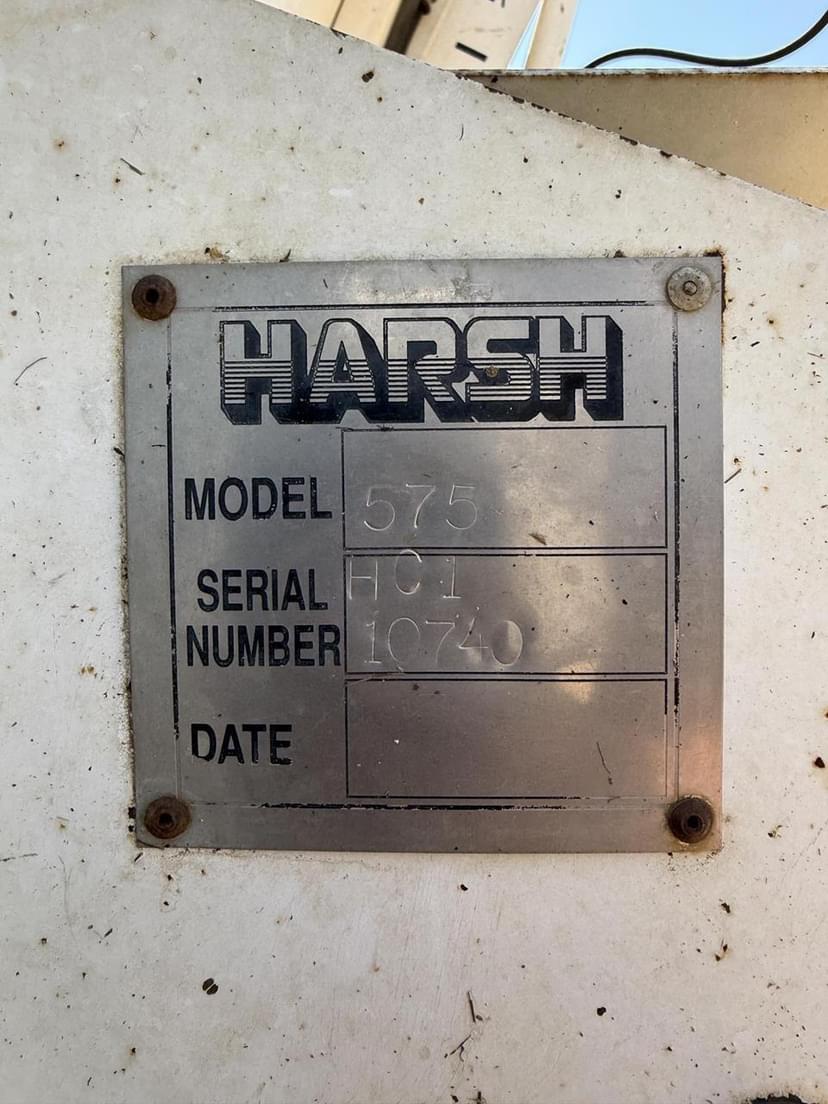 HARSH
MODEL 575
SERIAL HC1
NUMBER 10740
DATE